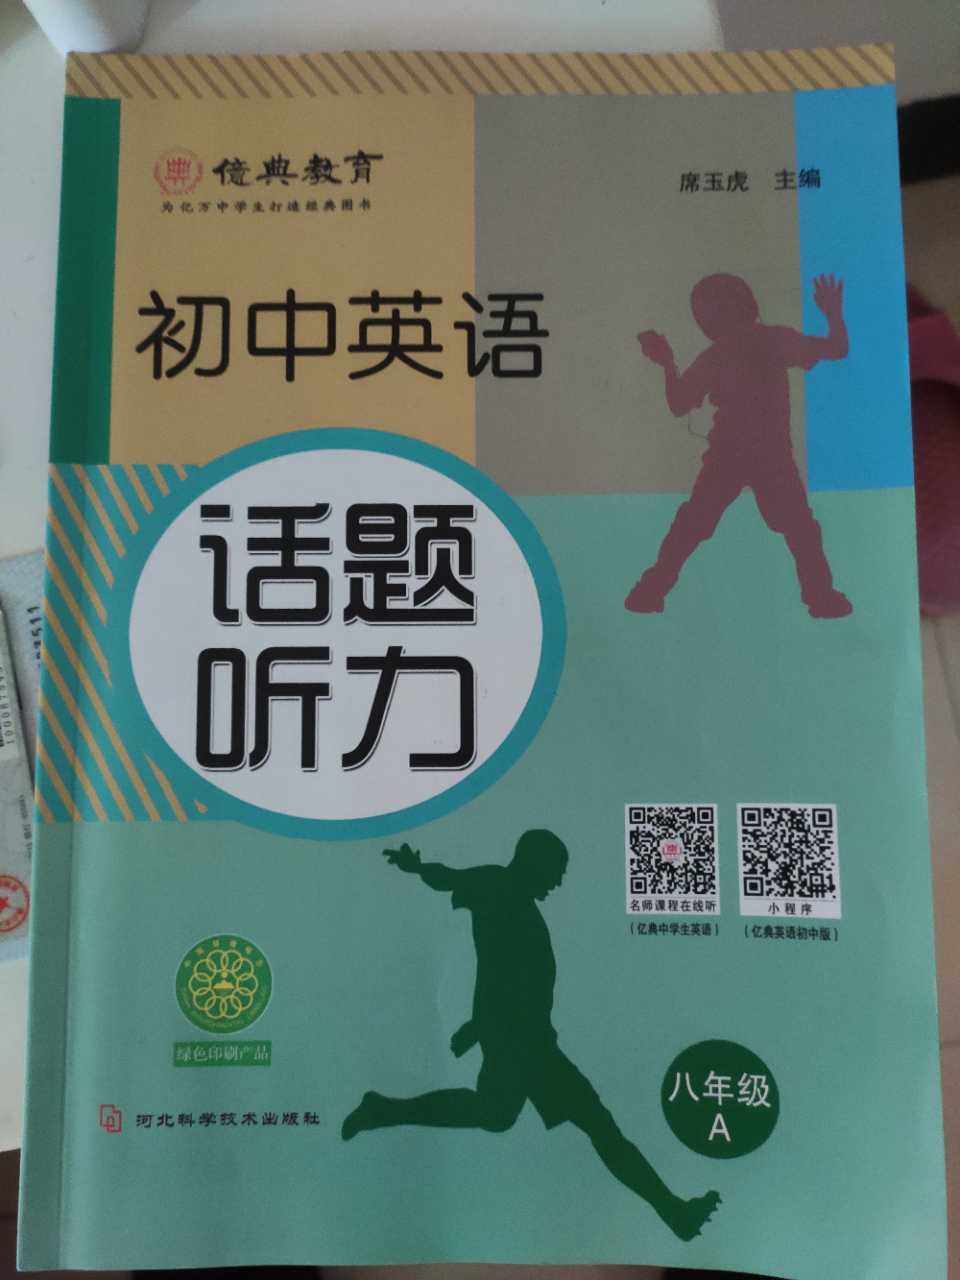 億典教育
为亿万中学生打造经典图书
席玉虎 主编
初中英语
话题
听力
名师课程在线听
(亿典中学生英语)
小程序
(亿典英语初中版)
绿色印刷产品
河北科学技术出版社
八年级
A